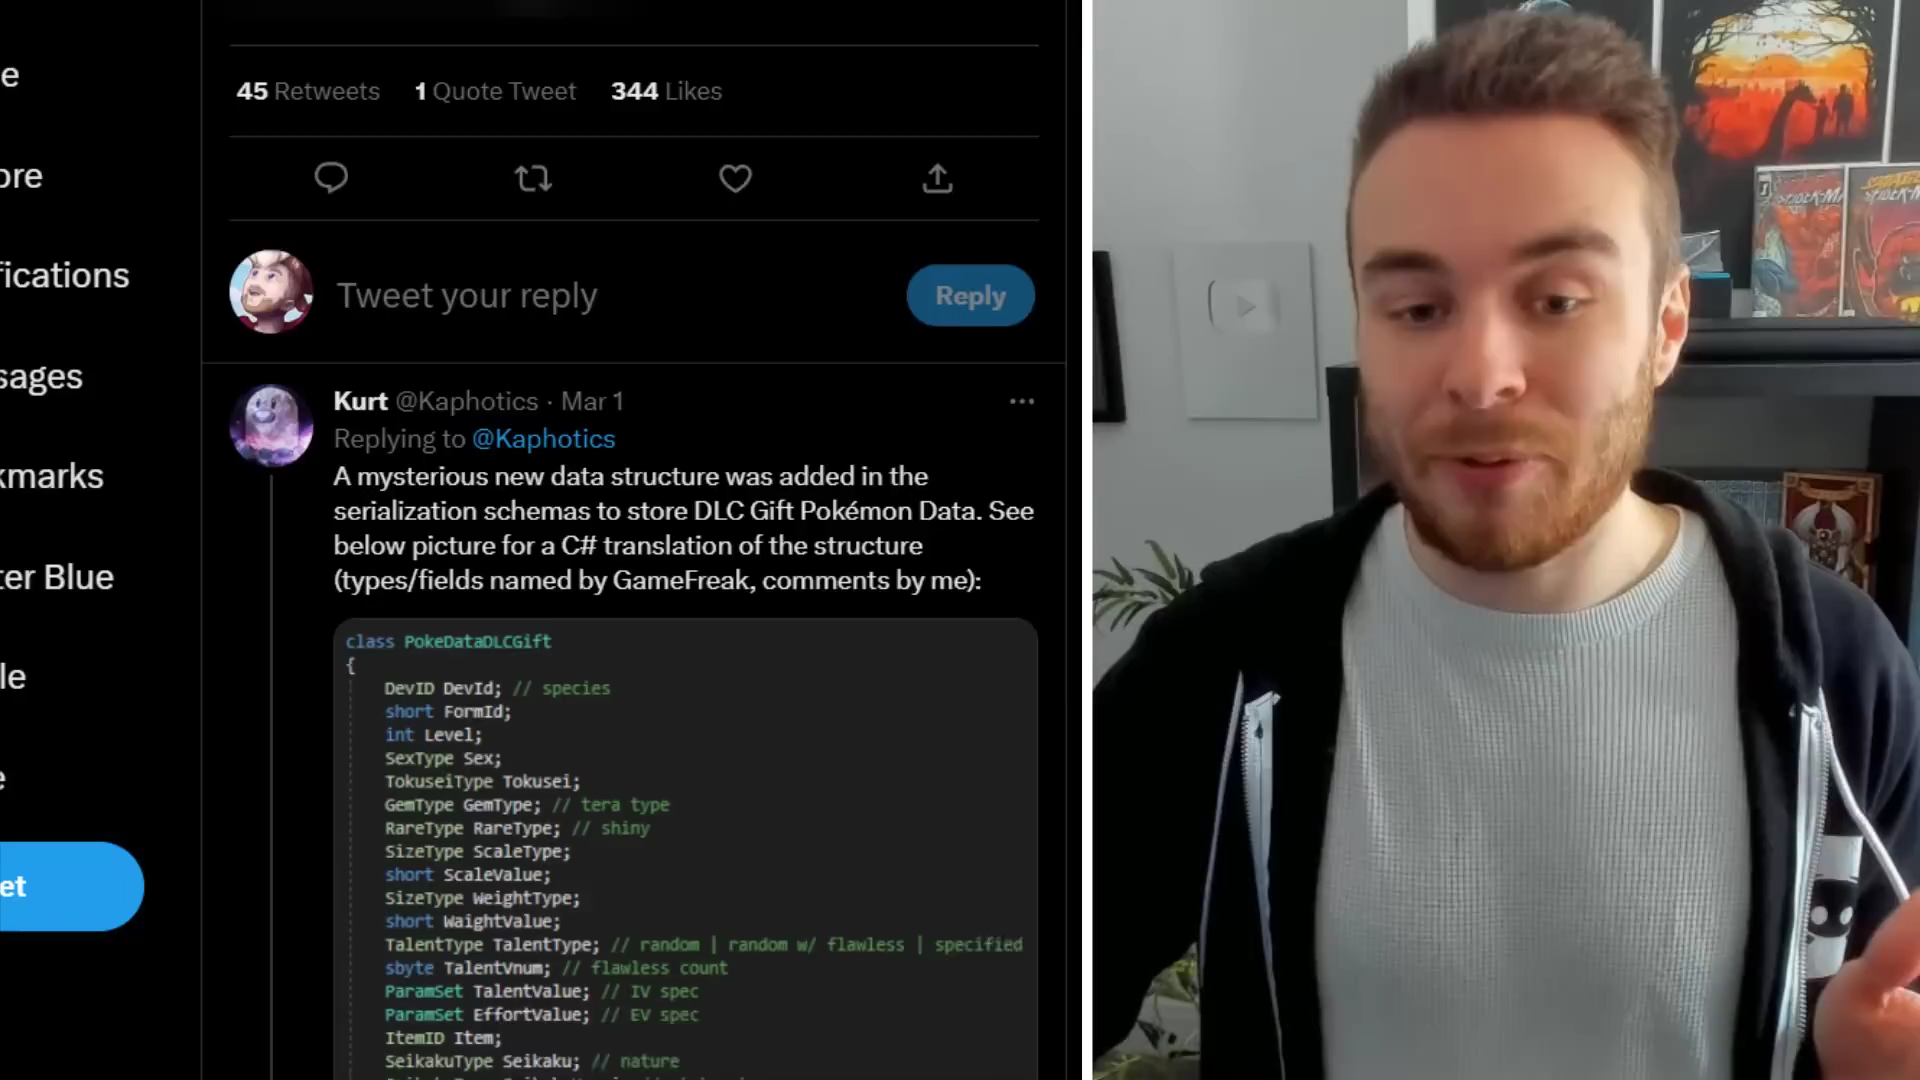 e
ore
fications
sages
kmarks
ter Blue
le
e
et
45 Retweets 1 Quote Tweet 344 Likes
Tweet your reply
Reply
Kurt @Kaphotics · Mar 1
Replying to @Kaphotics
A mysterious new data structure was added in the
serialization schemas to store DLC Gift Pokémon Data. See
below picture for a C# translation of the structure
(types/fields named by GameFreak, comments by me):
class PokeDataDLCGift
{
DevID DevId; // species
short FormId;
int Level;
SexType Sex;
TokuseiType Tokusei;
GemType GemType; // tera type
RareType RareType; // shiny
SizeType ScaleType;
short ScaleValue;
SizeType WeightType;
short WaightValue;
TalentType TalentType; // random | random w/ flawless | specified
sbyte TalentVnum; // flawless count
ParamSet TalentValue; // IV spec
ParamSet EffortValue; // EV spec
ItemID Item;
SeikakuType Seikaku; // nature